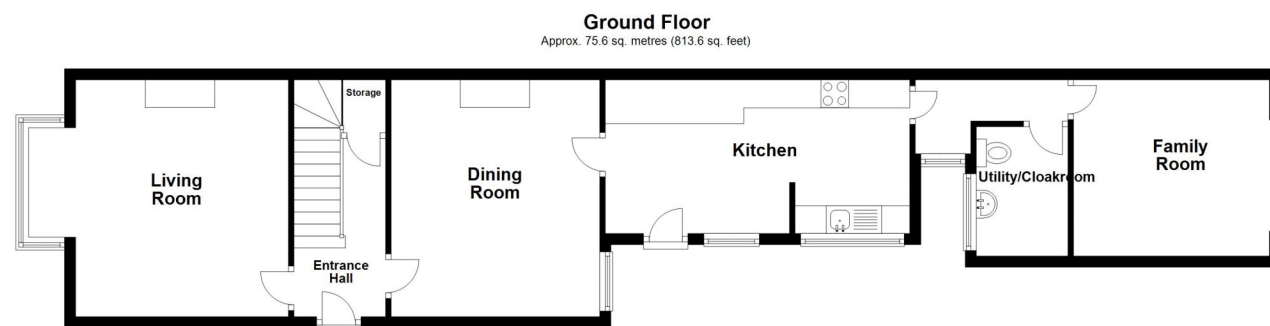 Ground Floor
Approx. 75.6 sq. metres (813.6 sq. feet)
Storage
Living
Room
Dining
Room
Kitchen
Utility/Cloakroom
Family
Room
Entrance
Hall